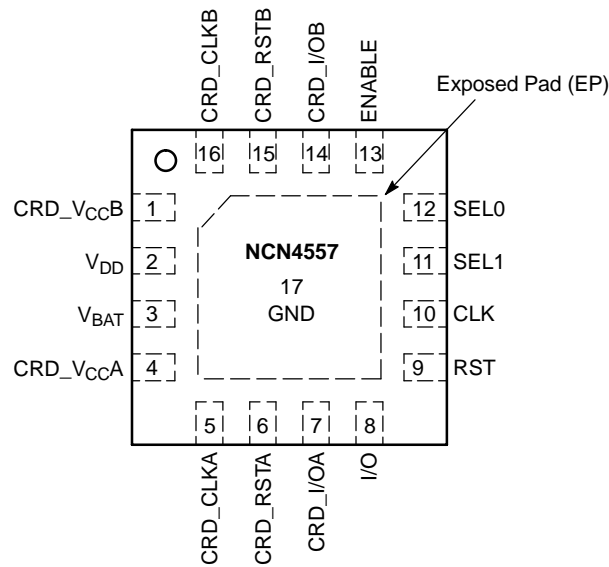 CRD_CLKB
CRD_RSTB
CRD_I/OB
ENABLE
Exposed Pad (EP)
16
15
14
13
CRD_VCCB
1
12
SEL0
VDD
2
NCN4557
11
SEL1
17
VBAT
3
GND
10
CLK
CRD_VCCA
4
9
RST
5
6
7
8
CRD_CLKA
CRD_RSTA
CRD_I/OA
I/O